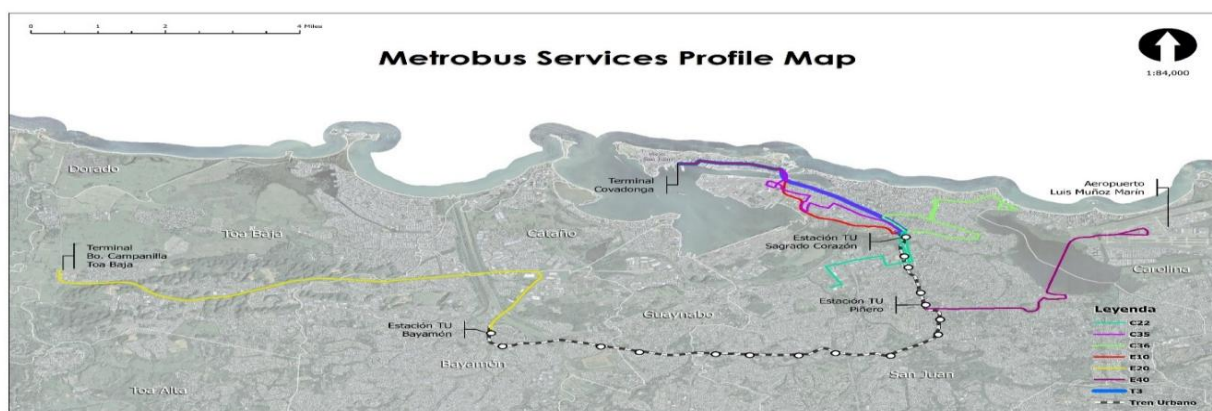 0 1 2 4 Miles
Metrobus Services Profile Map
1:84,000
Dorado
Terminal
Covadonga
Aeropuerto
Luis Muñoz Marín
Toa Baja
Cataño
Terminal
Bo. Campanilla
Toa Baja
Estación TU
Sagrado Corazón
Carolina
Estación TU
Piñero
Guaynabo
Estación TU
Bayamón
Bayamón
San Juan
Toa Alta
Leyenda
C22
C35
C36
E10
E20
E40
T3
Tren Urbano